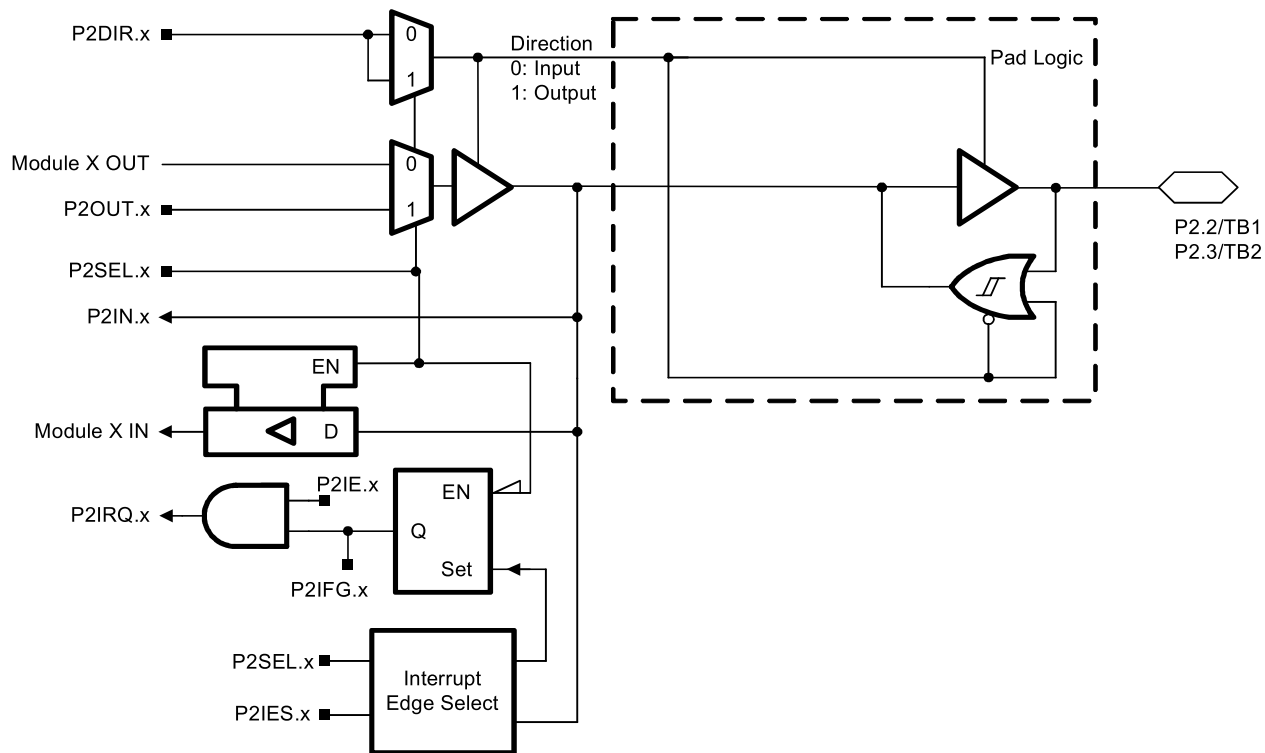 P2DIR.x
0
1
Direction
0: Input
1: Output
Pad Logic
Module X OUT
0
P2OUT.x
1
P2.2/TB1
P2.3/TB2
P2SEL.x
P2IN.x
EN
Module X IN
D
P2IE.x
EN
P2IRQ.x
Q
Set
P2IFG.x
P2SEL.x
Interrupt
Edge Select
P2IES.x